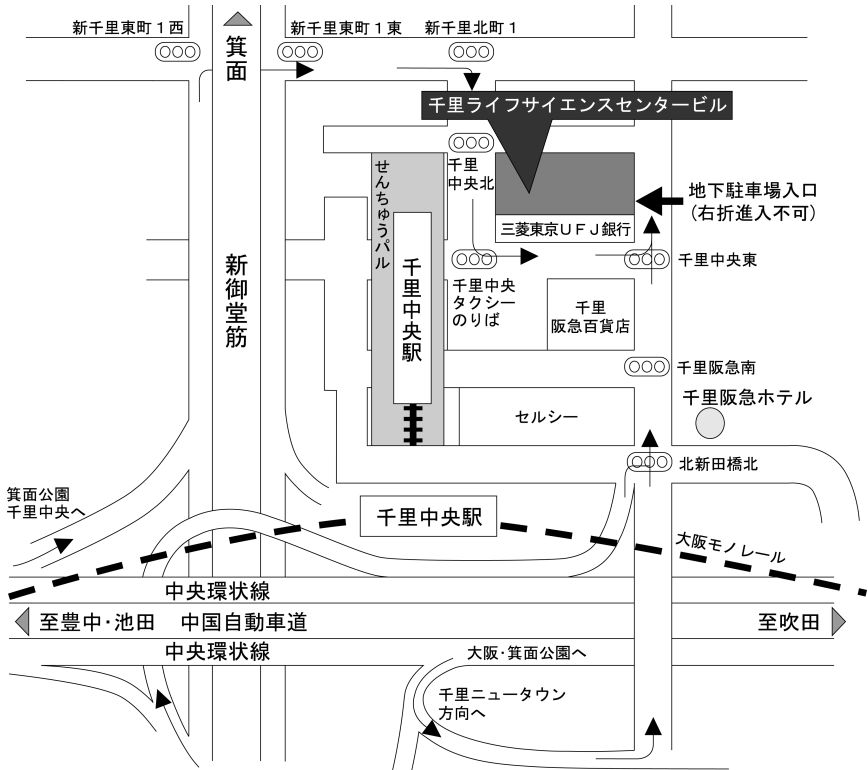 新千里東町1西
新千里東町1東
新千里北町1
箕面
千里ライフサイエンスセンタービル
千里
中央北
せんちゅうパル
地下駐車場入口
(右折進入不可)
三菱東京UFJ銀行
千里中央東
新御堂筋
千里中央駅
千里中央
タクシー
のりば
千里
阪急百貨店
千里阪急南
千里阪急ホテル
セルシー
北新田橋北
箕面公園
千里中央へ
千里中央駅
大阪モノレール
中央環状線
至豊中・池田
中国自動車道
至吹田
中央環状線
大阪・箕面公園へ
千里ニュータウン
方向へ